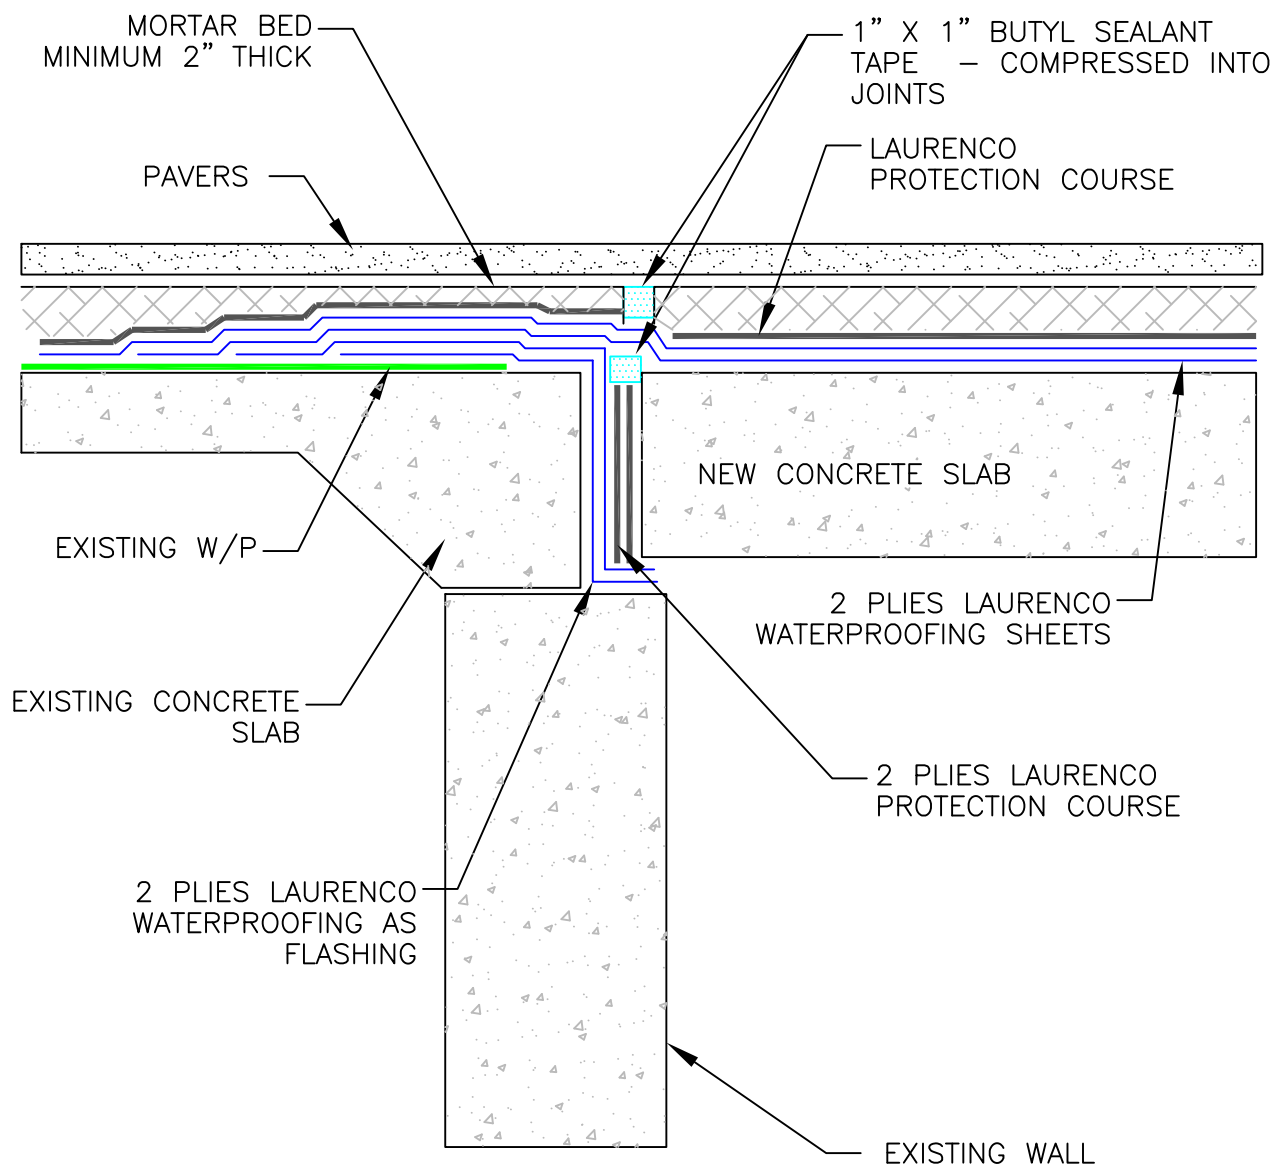 MORTAR BED
MINIMUM 2” THICK
1” X 1” BUTYL SEALANT
TAPE – COMPRESSED INTO
JOINTS
LAURENCO
PROTECTION COURSE
PAVERS
NEW CONCRETE SLAB
EXISTING W/P
2 PLIES LAURENCO
WATERPROOFING SHEETS
EXISTING CONCRETE
SLAB
2 PLIES LAURENCO
PROTECTION COURSE
2 PLIES LAURENCO
WATERPROOFING AS
FLASHING
EXISTING WALL